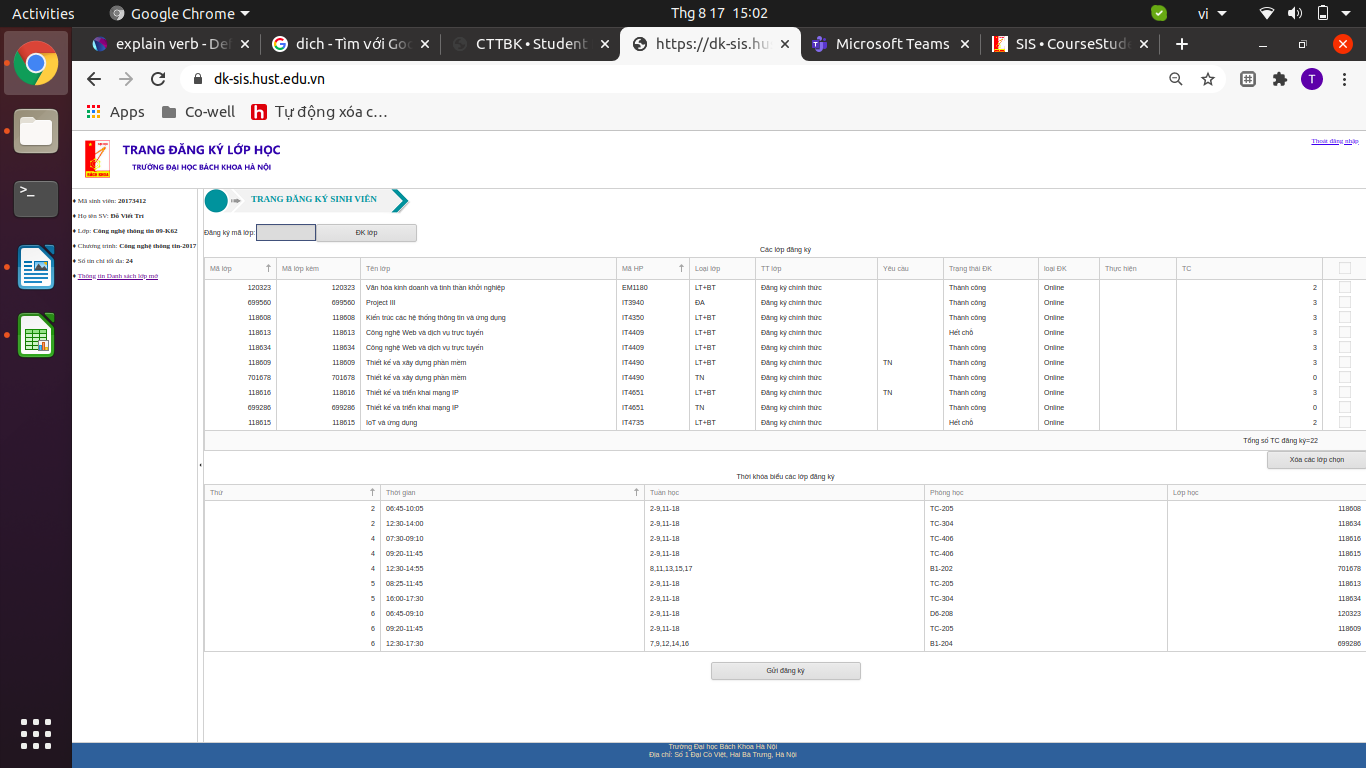 Activities Google Chrome Thg 8 17 15:02 vi
explain verb - Def dich - Tìm với Goo CTTBK • Student https://dk-sis.hus Microsoft Teams SIS • CourseStude
dk-sis.hust.edu.vn T
Apps Co-well h Tự động xóa c…
TRANG ĐĂNG KÝ LỚP HỌC Thoát đăng nhập
TRƯỜNG ĐẠI HỌC BÁCH KHOA HÀ NỘI
BÁCH KHOA
♦ Mã sinh viên: 20173412
♦ Họ tên SV: Đỗ Viết Trí
♦ Lớp: Công nghệ thông tin 09-K62
♦ Chương trình: Công nghệ thông tin-2017
♦ Số tín chỉ tối đa: 24
♦ Thông tin Danh sách lớp mở
TRANG ĐĂNG KÝ SINH VIÊN
Đăng ký mã lớp: ĐK lớp
Các lớp đăng ký
Mã lớp Mã lớp kèm Tên lớp Mã HP Loại lớp TT lớp Yêu cầu Trạng thái ĐK loại ĐK Thực hiện TC
120323 120323 Văn hóa kinh doanh và tinh thần khởi nghiệp EM1180 LT+BT Đăng ký chính thức Thành công Online 2
699560 699560 Project III IT3940 ĐA Đăng ký chính thức Thành công Online 3
118608 118608 Kiến trúc các hệ thống thông tin và ứng dụng IT4350 LT+BT Đăng ký chính thức Thành công Online 3
118613 118613 Công nghệ Web và dịch vụ trực tuyến IT4409 LT+BT Đăng ký chính thức Hết chỗ Online 3
118634 118634 Công nghệ Web và dịch vụ trực tuyến IT4409 LT+BT Đăng ký chính thức Thành công Online 3
118609 118609 Thiết kế và xây dựng phần mềm IT4490 LT+BT Đăng ký chính thức TN Thành công Online 3
701678 701678 Thiết kế và xây dựng phần mềm IT4490 TN Đăng ký chính thức Thành công Online 0
118616 118616 Thiết kế và triển khai mạng IP IT4651 LT+BT Đăng ký chính thức TN Thành công Online 3
699286 699286 Thiết kế và triển khai mạng IP IT4651 TN Đăng ký chính thức Thành công Online 0
118615 118615 IoT và ứng dụng IT4735 LT+BT Đăng ký chính thức Hết chỗ Online 2
Tổng số TC đăng ký=22
Xóa các lớp chọn
Thời khóa biểu các lớp đăng ký
Thứ Thời gian Tuần học Phòng học Lớp học
2 06:45-10:05 2-9,11-18 TC-205 118608
2 12:30-14:00 2-9,11-18 TC-304 118634
4 07:30-09:10 2-9,11-18 TC-406 118616
4 09:20-11:45 2-9,11-18 TC-406 118615
4 12:30-14:55 8,11,13,15,17 B1-202 701678
5 08:25-11:45 2-9,11-18 TC-205 118613
5 16:00-17:30 2-9,11-18 TC-304 118634
6 06:45-09:10 2-9,11-18 D6-208 120323
6 09:20-11:45 2-9,11-18 TC-205 118609
6 12:30-17:30 7,9,12,14,16 B1-204 699286
Gửi đăng ký
Trường Đại học Bách Khoa Hà Nội
Địa chỉ: Số 1 Đại Cồ Việt, Hai Bà Trưng, Hà Nội